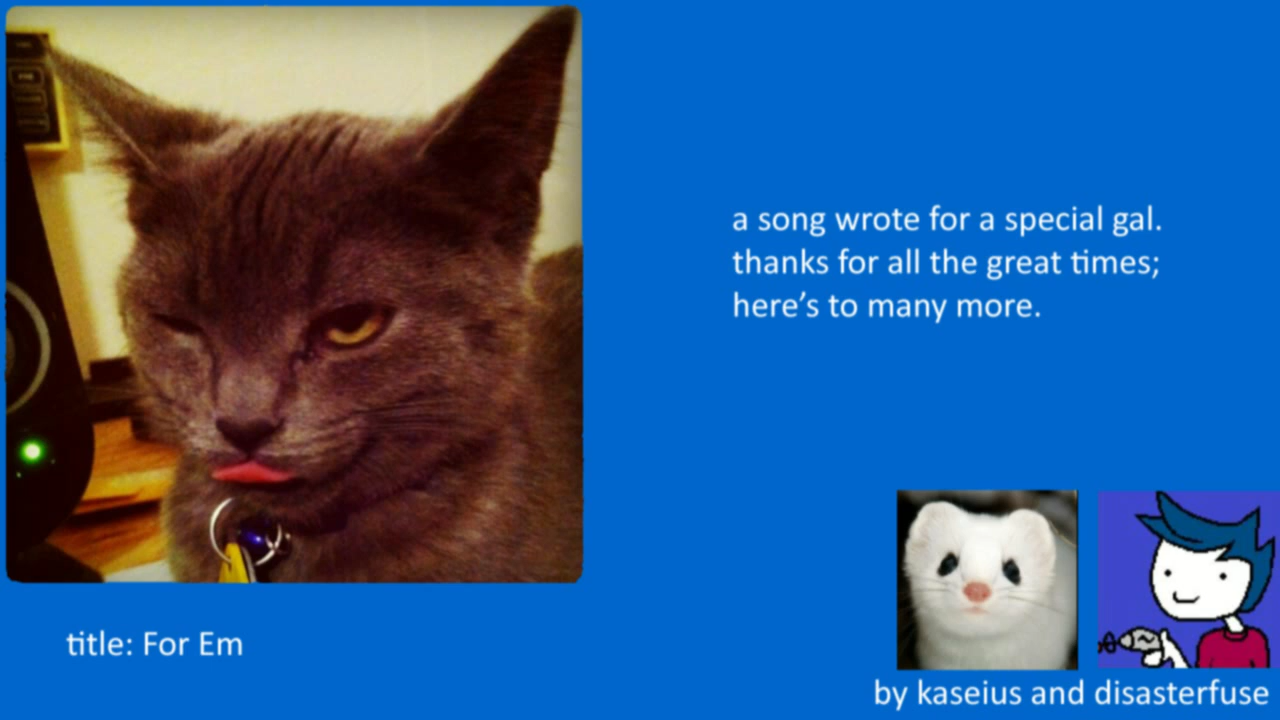 a song wrote for a special gal.
thanks for all the great times;
here’s to many more.
title: For Em
by kaseius and disasterfuse